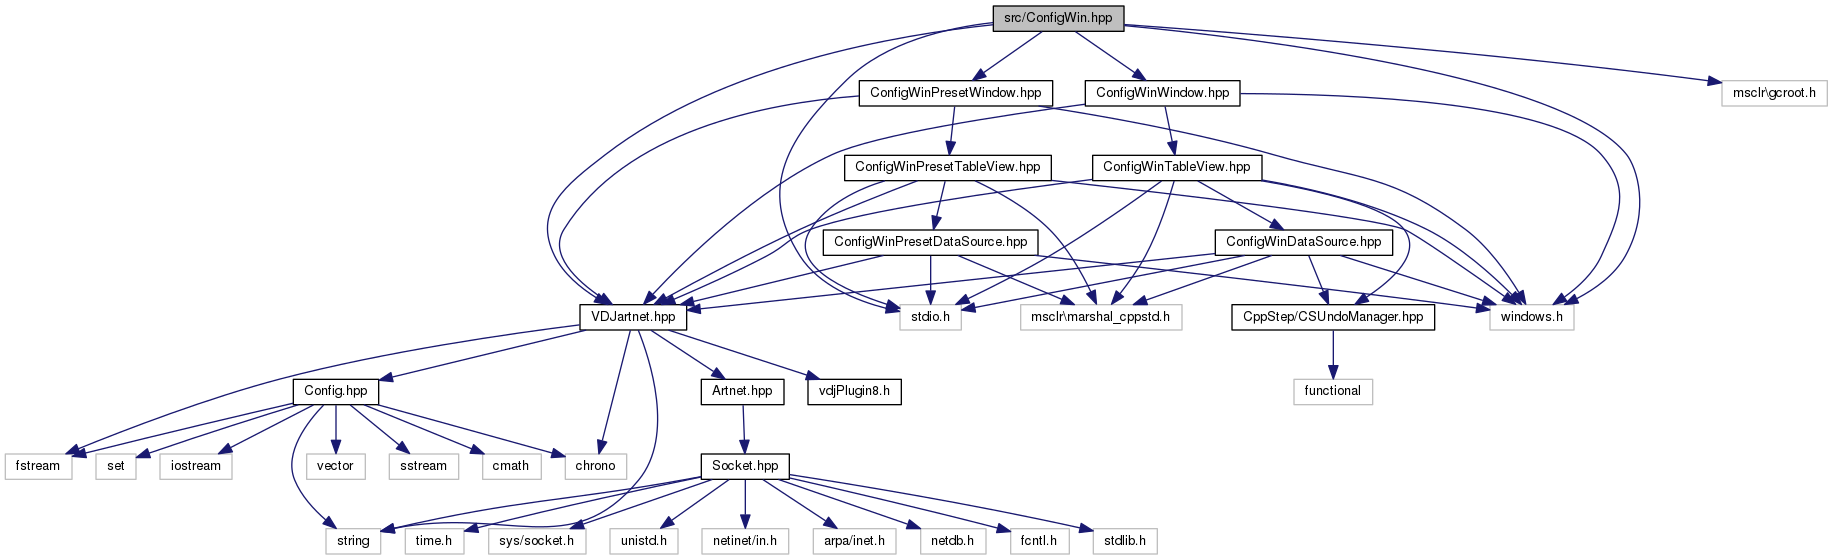 src/ConfigWin.hpp
ConfigWinPresetWindow.hpp
ConfigWinWindow.hpp
msclr\gcroot.h
ConfigWinPresetTableView.hpp
ConfigWinTableView.hpp
ConfigWinPresetDataSource.hpp
ConfigWinDataSource.hpp
VDJartnet.hpp
stdio.h
msclr\marshal_cppstd.h
CppStep/CSUndoManager.hpp
windows.h
Config.hpp
Artnet.hpp
vdjPlugin8.h
functional
fstream
set
iostream
vector
sstream
cmath
chrono
Socket.hpp
string
time.h
sys/socket.h
unistd.h
netinet/in.h
arpa/inet.h
netdb.h
fcntl.h
stdlib.h